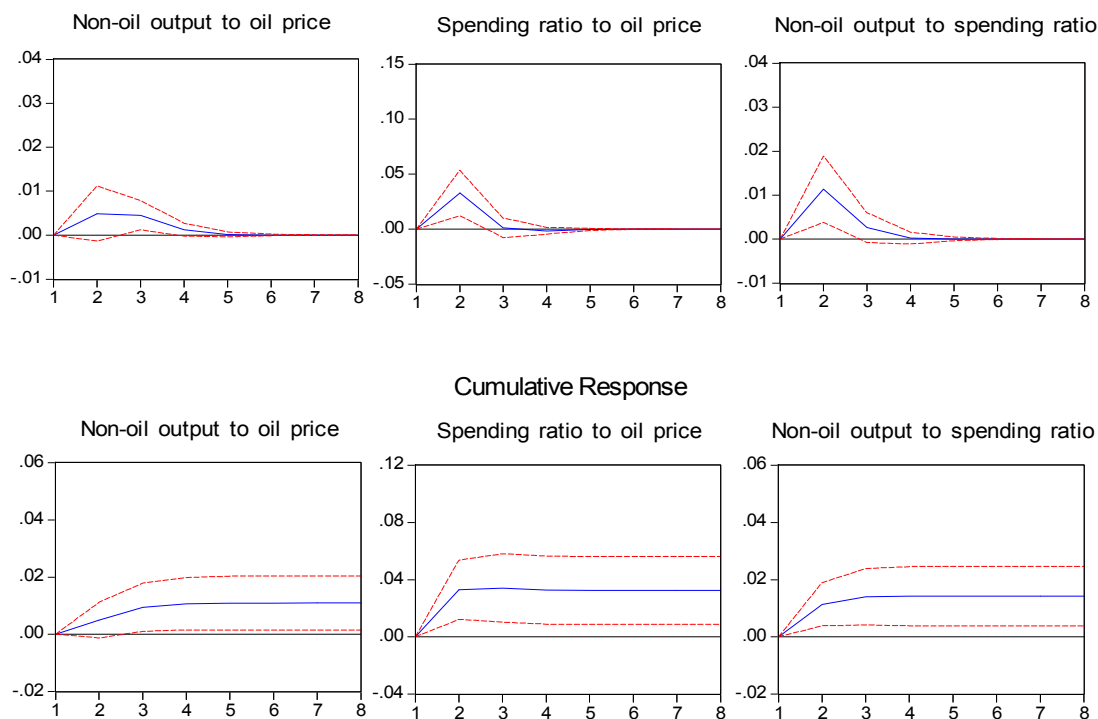 Non-oil output to oil price
.04
.03
.02
.01
.00
-.01
1 2 3 4 5 6 7 8
Spending ratio to oil price
.15
.10
.05
.00
-.05
1 2 3 4 5 6 7 8
Non-oil output to spending ratio
.04
.03
.02
.01
.00
-.01
1 2 3 4 5 6 7 8
Cumulative Response
Non-oil output to oil price
.06
.04
.02
.00
-.02
1 2 3 4 5 6 7 8
Spending ratio to oil price
.12
.08
.04
.00
-.04
1 2 3 4 5 6 7 8
Non-oil output to spending ratio
.06
.04
.02
.00
-.02
1 2 3 4 5 6 7 8